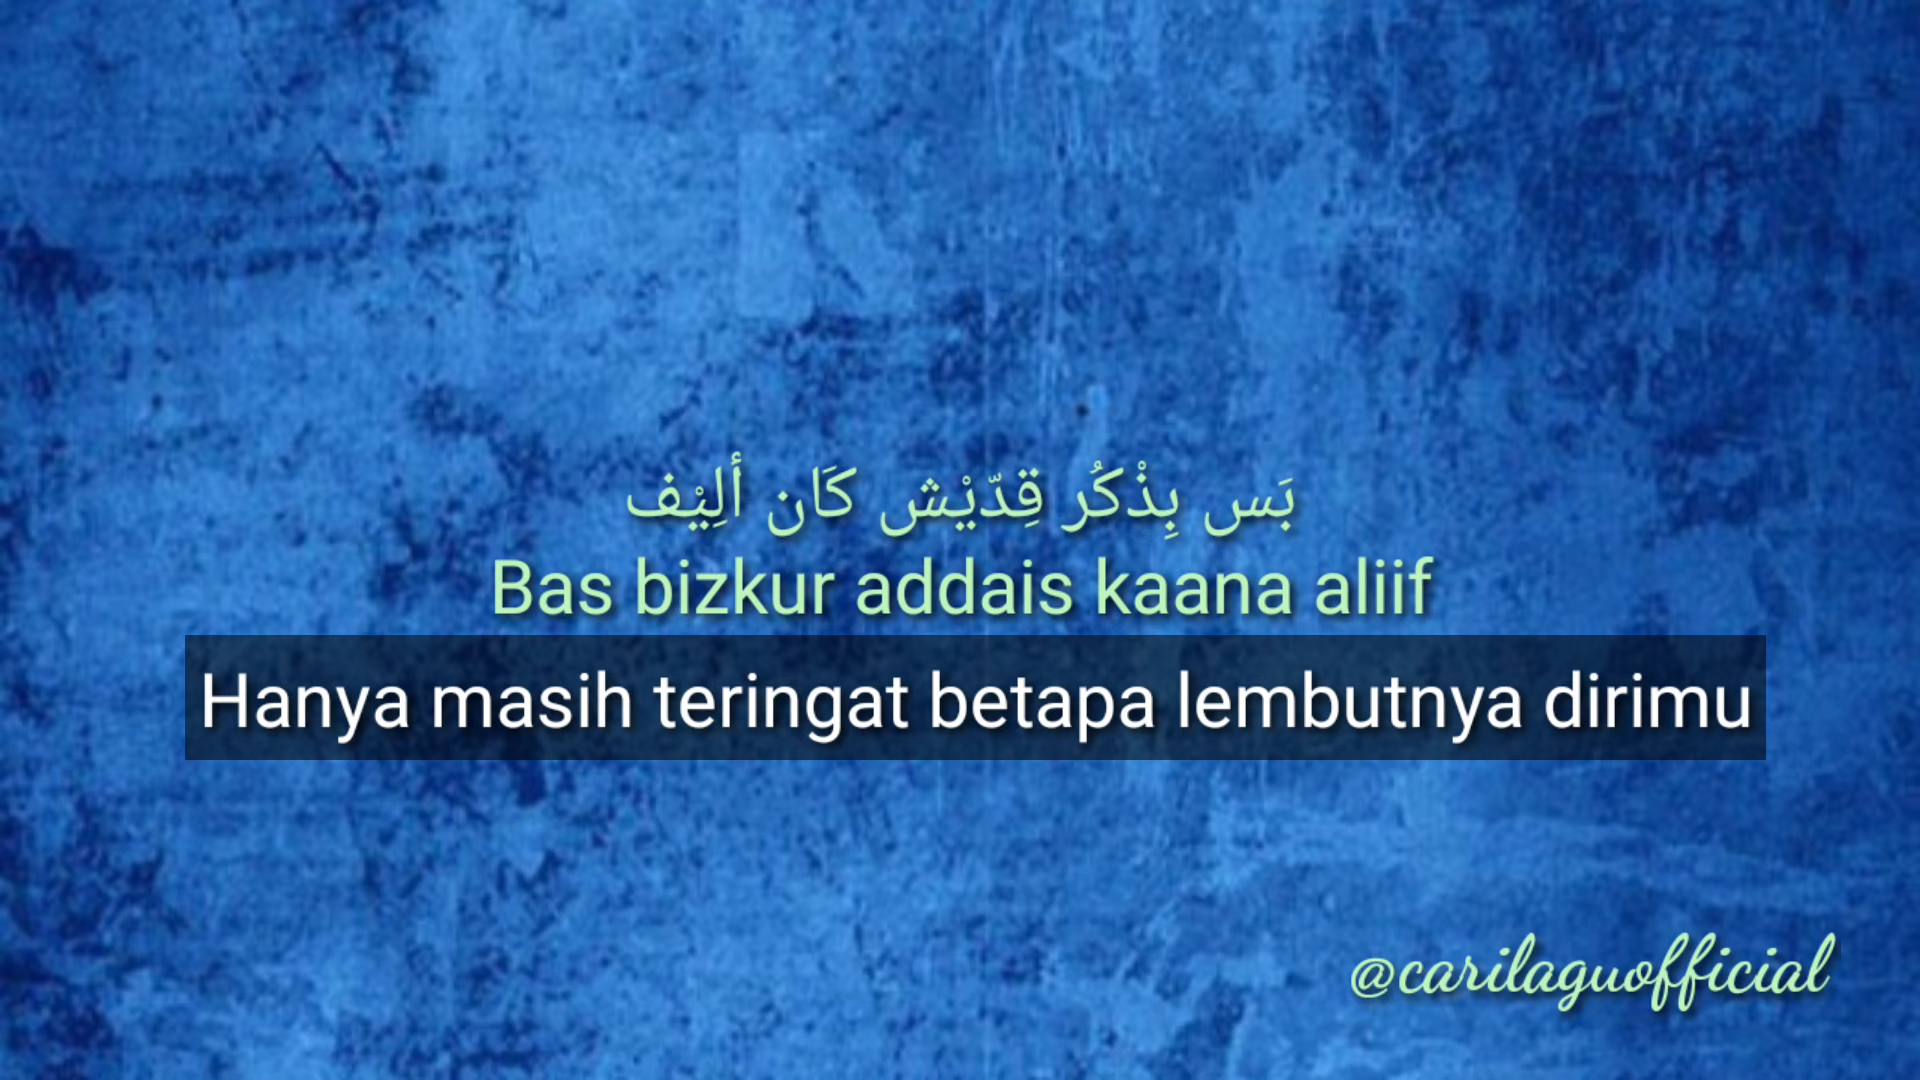 بَس بِذْكُر قِدّيْش كَان أَلِيْف
Bas bizkur addais kaana aliif
Hanya masih teringat betapa lembutnya dirimu
@carilaguofficial